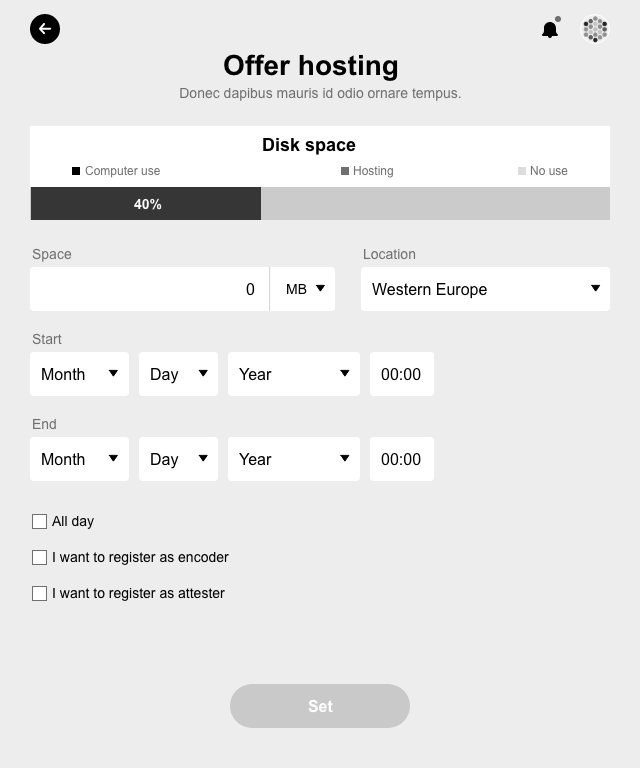 Offer hosting
Donec dapibus mauris id odio ornare tempus.
Disk space
Computer use Hosting No use
40%
Space Location
0 MB Western Europe
Start
Month Day Year 00:00
End
Month Day Year 00:00
All day
I want to register as encoder
I want to register as attester
Set